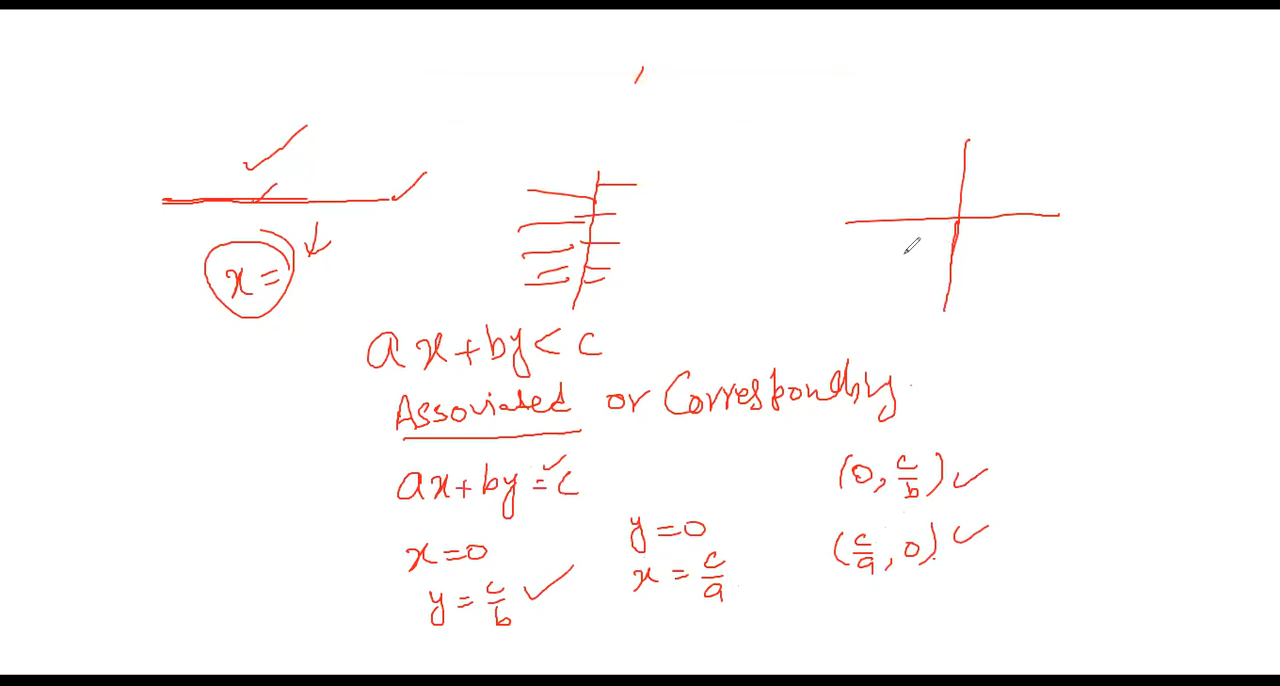 x =
ax + by < c
Associated or Corresponding
ax + by = c
x = 0
y = c/b
y = 0
x = c/a
(0, c/b)
(c/a, 0)